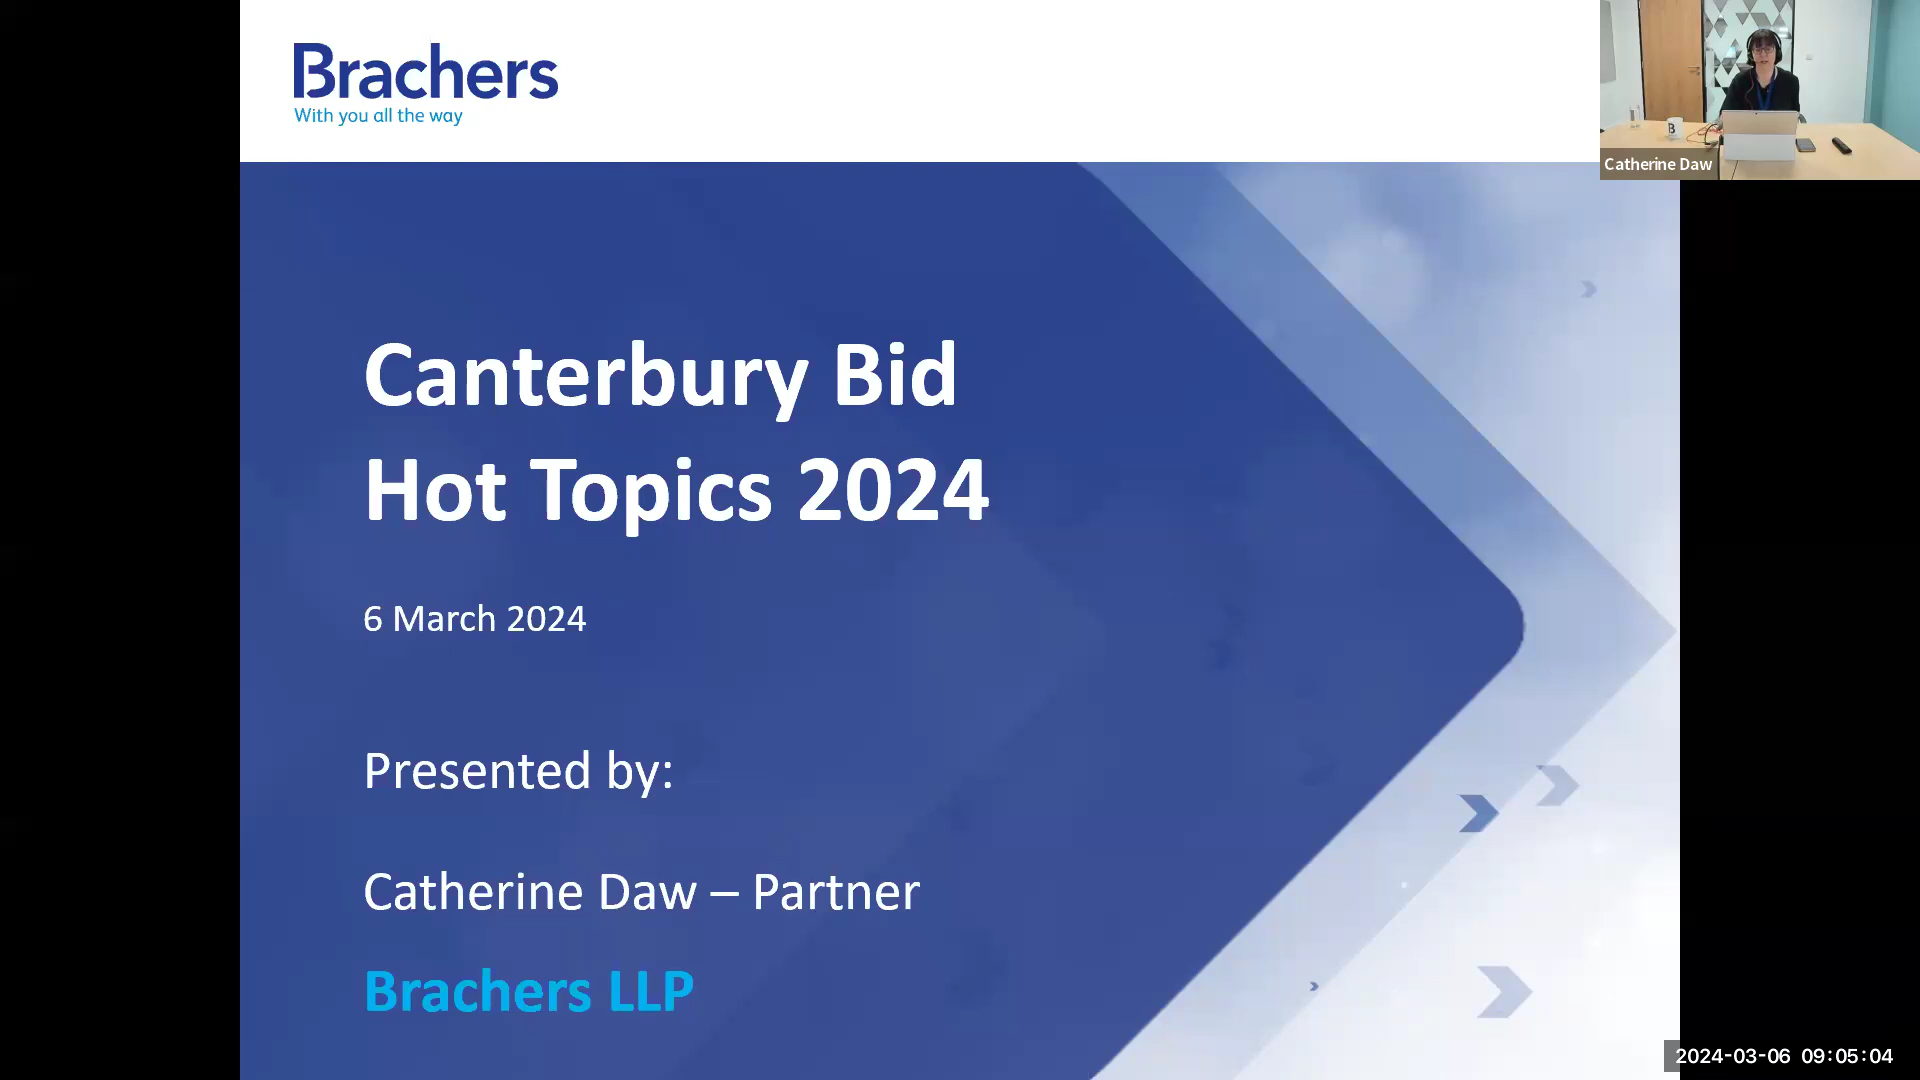 Brachers
With you all the way
Catherine Daw
B
Canterbury Bid
Hot Topics 2024
6 March 2024
Presented by:
Catherine Daw – Partner
Brachers LLP
2024-03-06 09:05:04